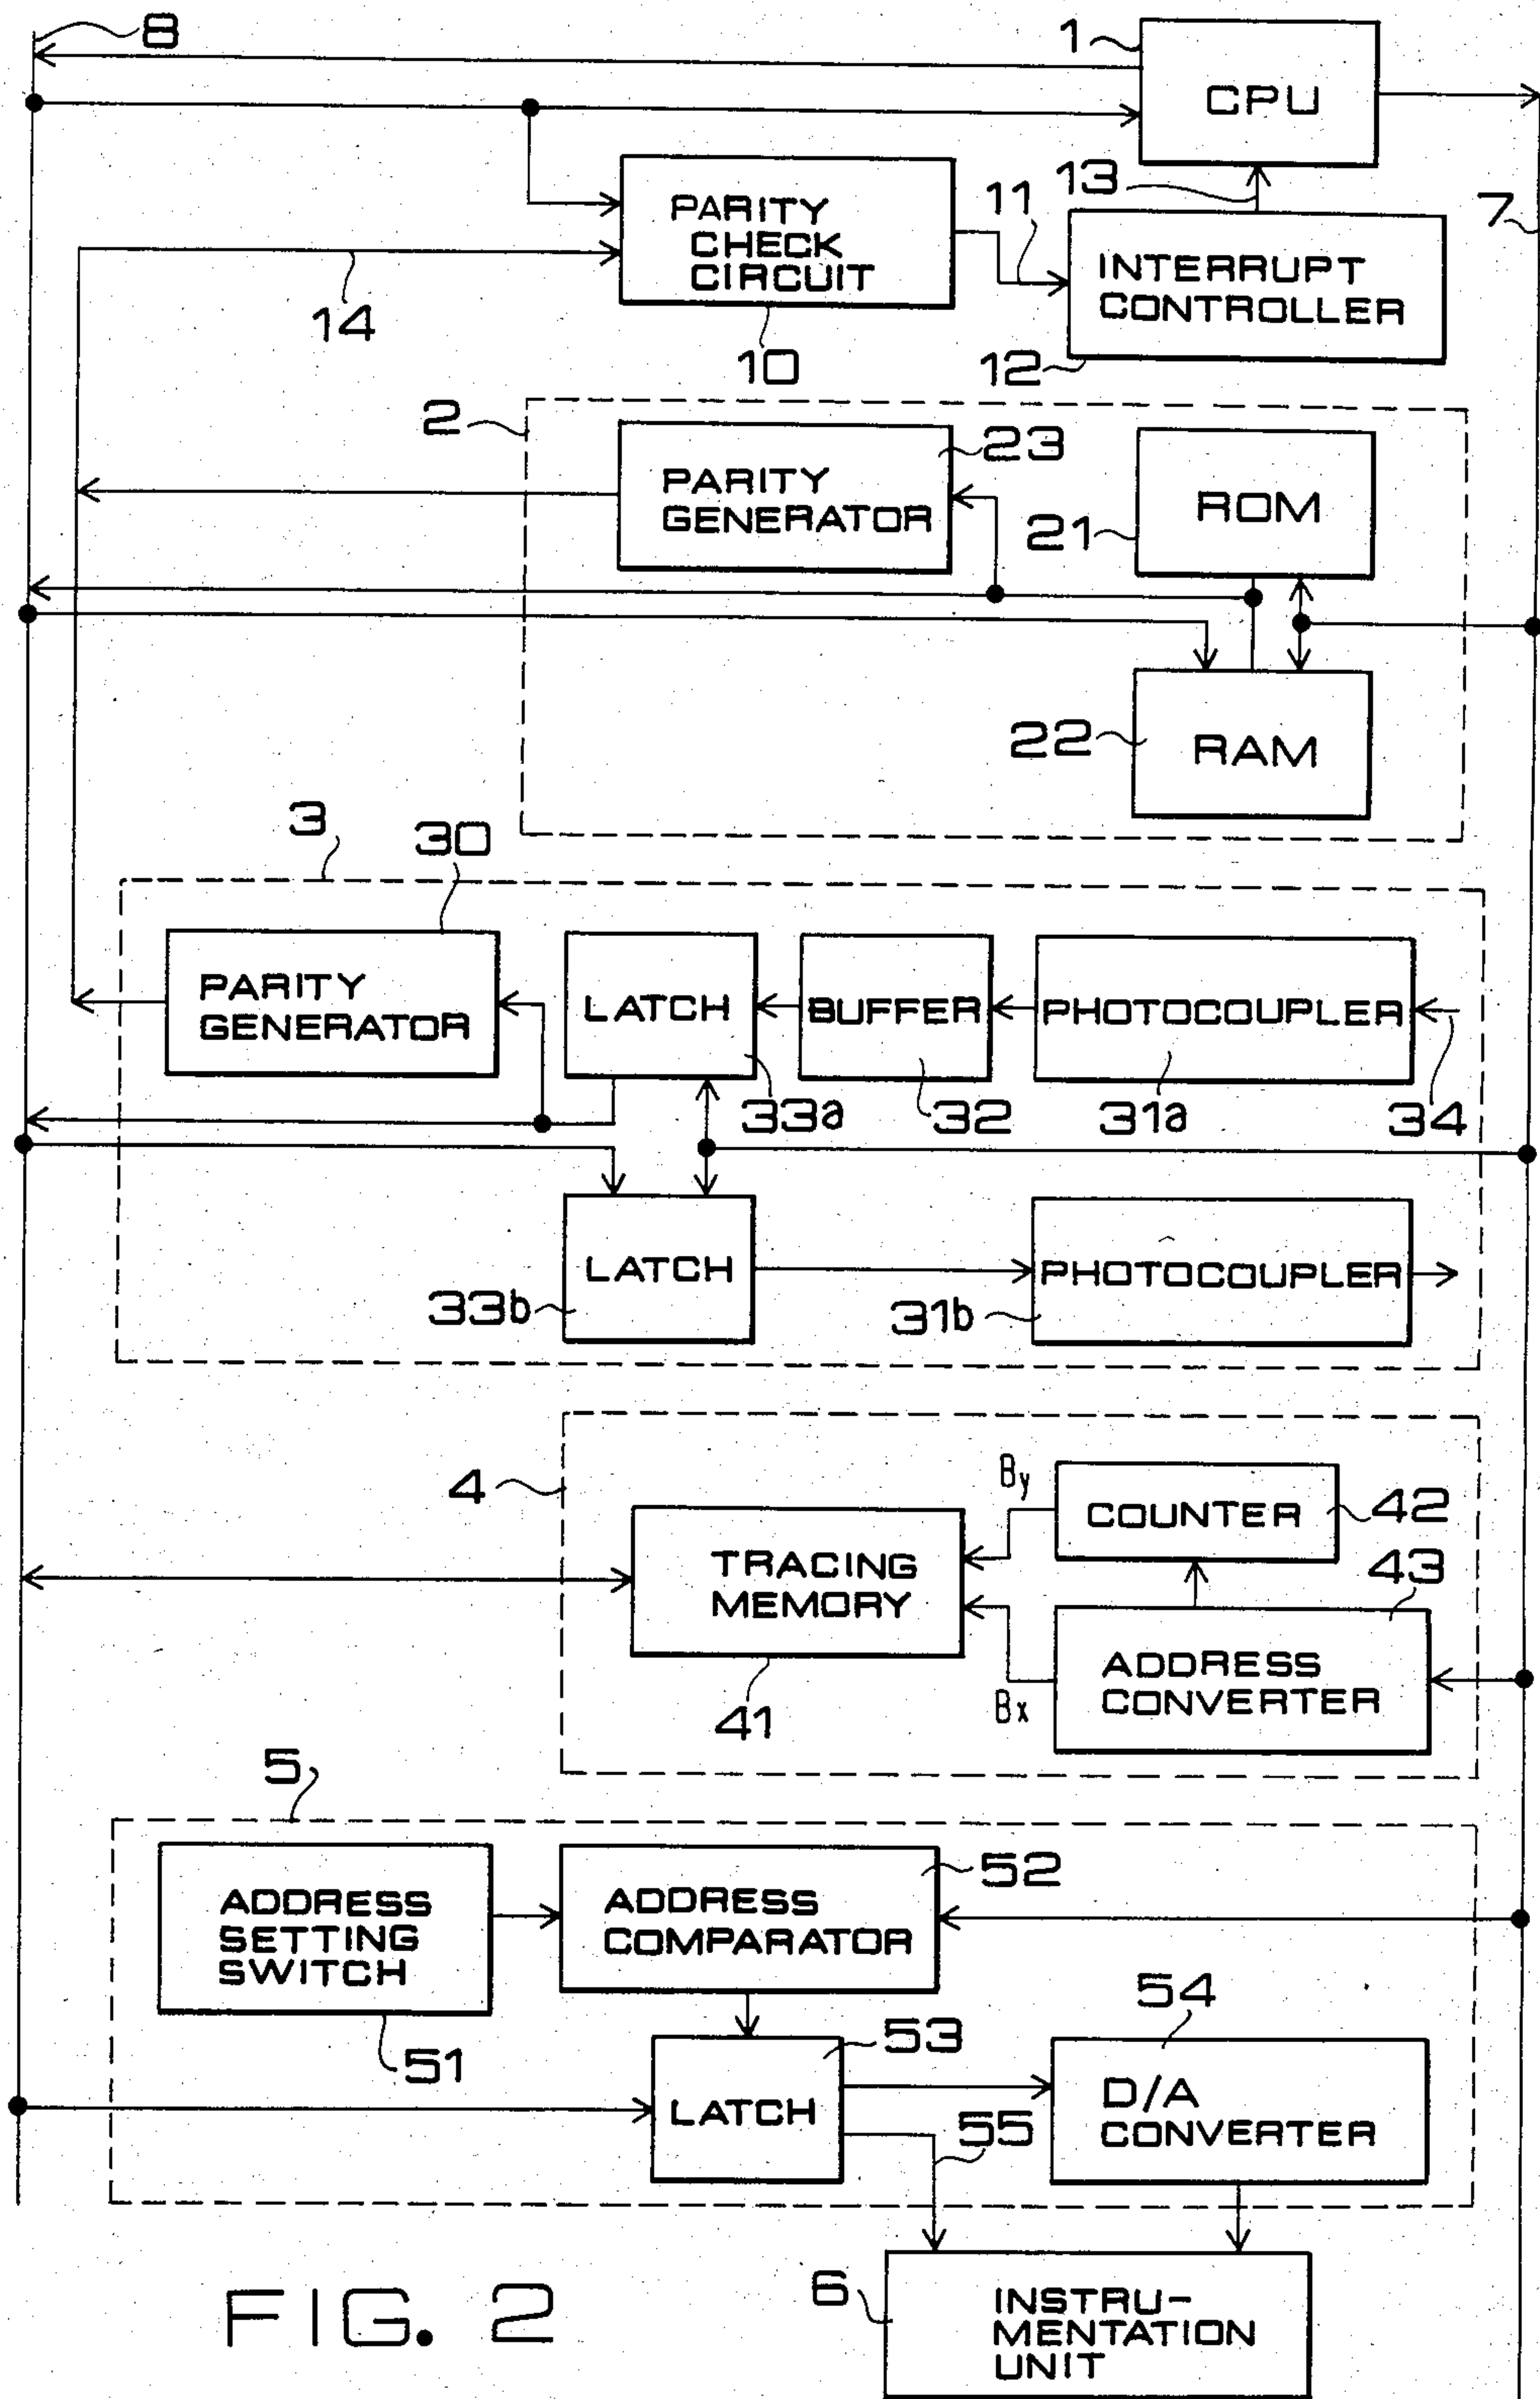 8
1
CPU
13
7
PARITY
CHECK
CIRCUIT
11
INTERRUPT
CONTROLLER
14
10
12
2
23
PARITY
GENERATOR
21
ROM
22
RAM
3
30
PARITY
GENERATOR
LATCH
BUFFER
PHOTOCOUPLER
33a
32
31a
34
LATCH
PHOTOCOUPLER
33b
31b
4
By
COUNTER
42
TRACING
MEMORY
43
ADDRESS
CONVERTER
41
Bx
5
ADDRESS
SETTING
SWITCH
ADDRESS
COMPARATOR
52
51
53
54
LATCH
D/A
CONVERTER
55
6
INSTRU-
MENTATION
UNIT
FIG. 2